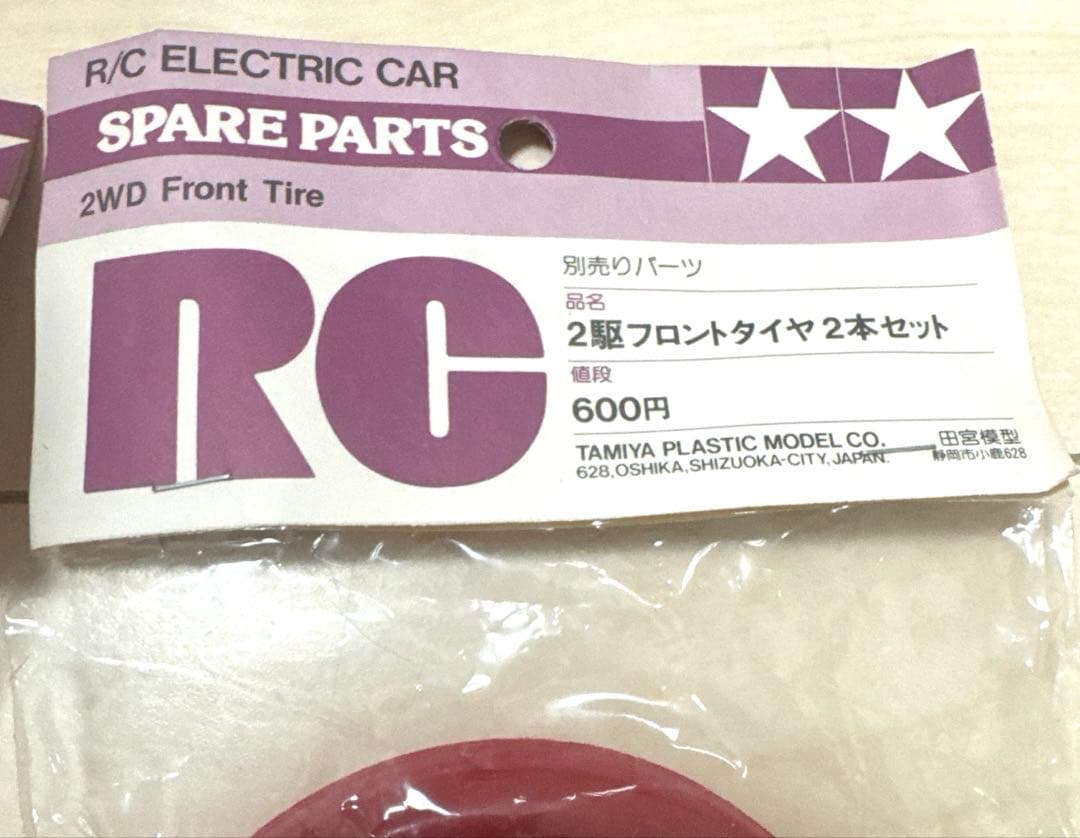 R/C ELECTRIC CAR
SPARE PARTS
2WD Front Tire
RC
別売りパーツ
品名
2駆フロントタイヤ2本セット
値段
600円
TAMIYA PLASTIC MODEL CO. 田宮模型
628,OSHIKA,SHIZUOKA-CITY,JAPAN. 静岡市小鹿628